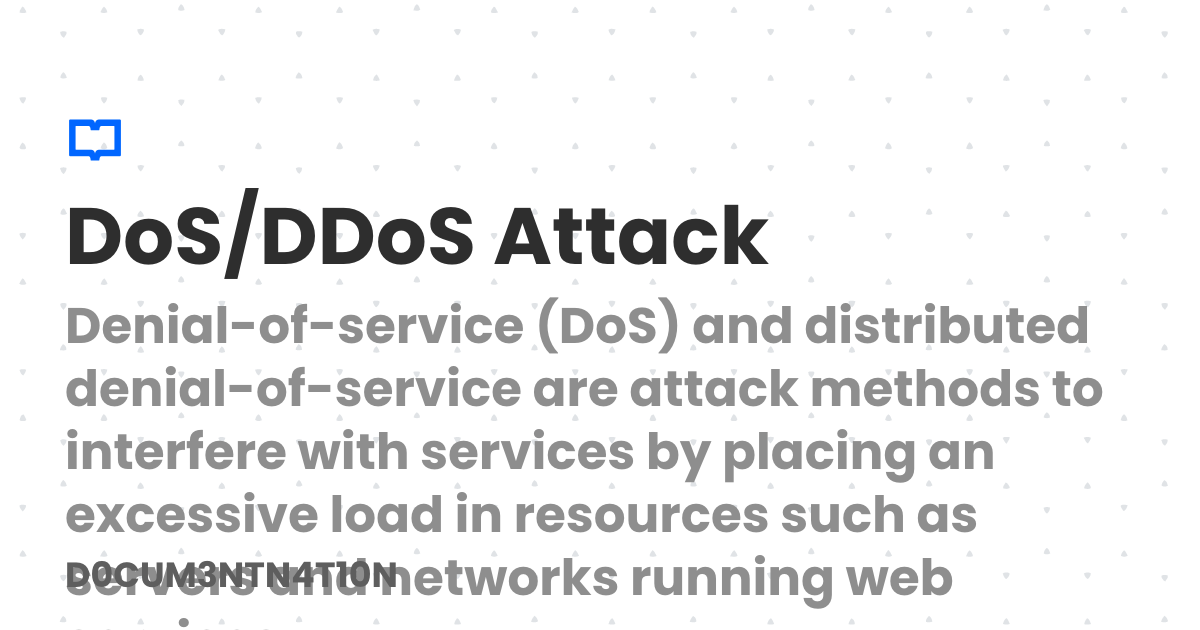 DoS/DDoS Attack
Denial-of-service (DoS) and distributed
denial-of-service are attack methods to
interfere with services by placing an
excessive load in resources such as
servers and networks running web
D0CUM3NTN4T10N